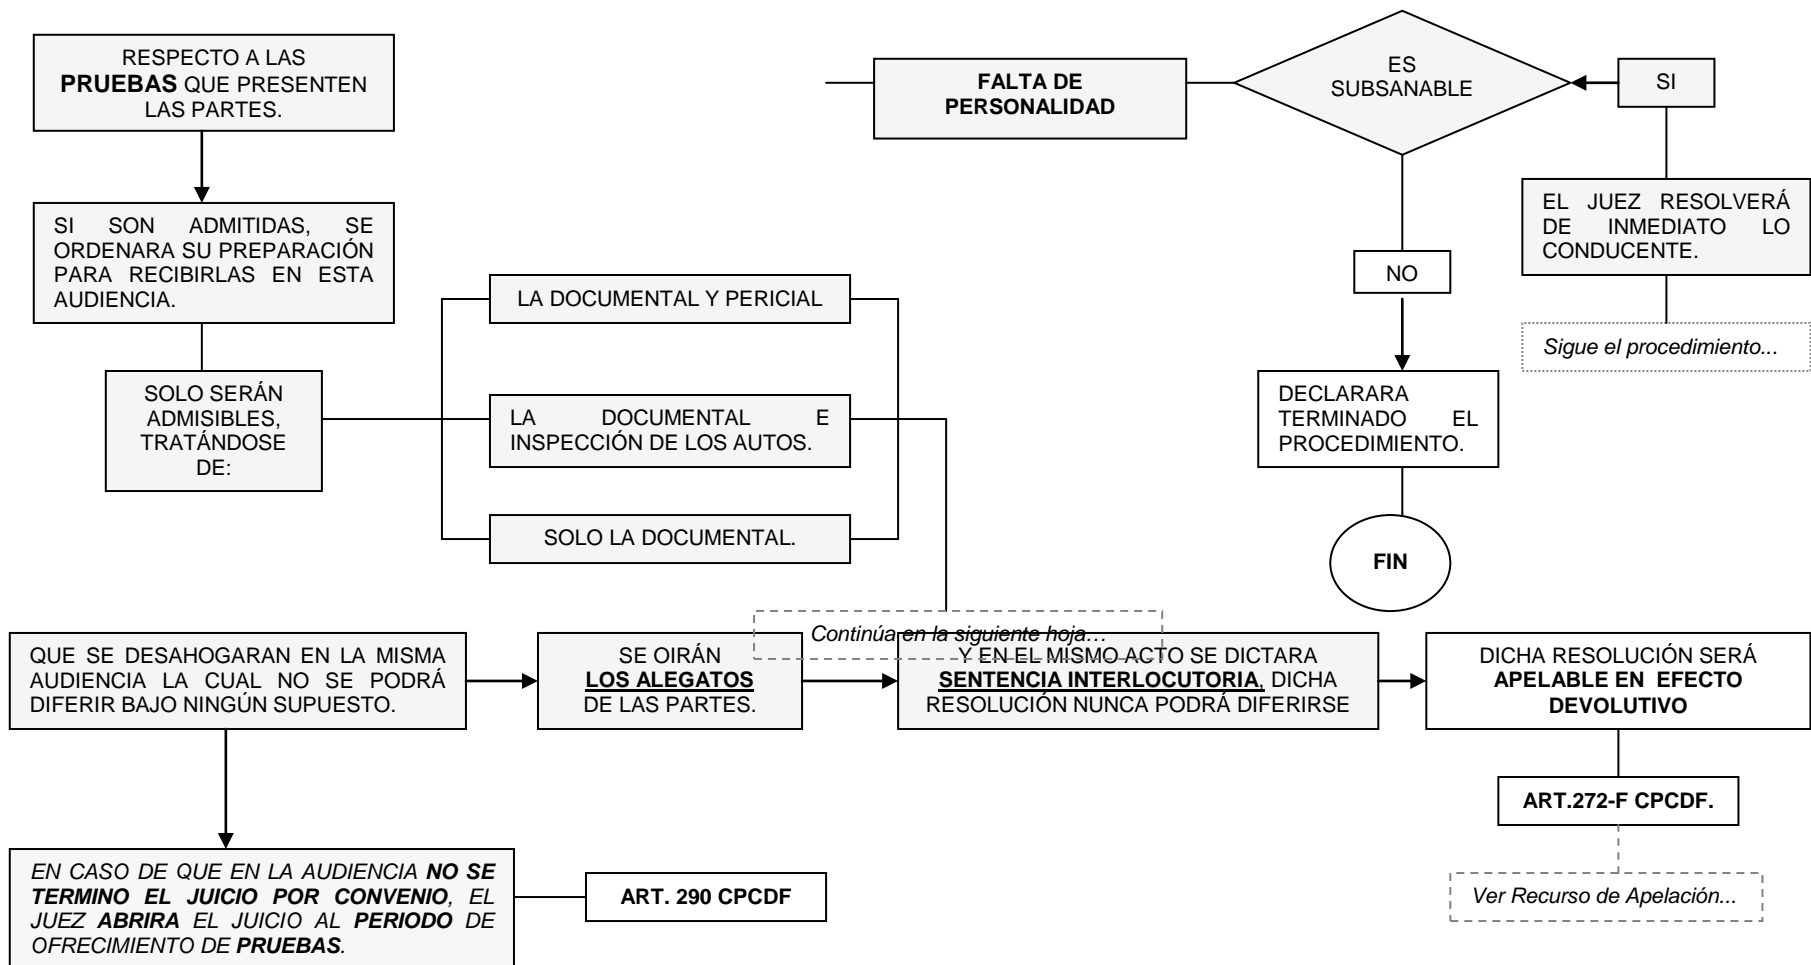 RESPECTO A LAS
PRUEBAS QUE PRESENTEN
LAS PARTES.
SI SON ADMITIDAS, SE
ORDENARA SU PREPARACIÓN
PARA RECIBIRLAS EN ESTA
AUDIENCIA.
SOLO SERÁN
ADMISIBLES,
TRATÁNDOSE
DE:
LA DOCUMENTAL Y PERICIAL
LA DOCUMENTAL E
INSPECCIÓN DE LOS AUTOS.
SOLO LA DOCUMENTAL.
FALTA DE
PERSONALIDAD
ES
SUBSANABLE
SI
EL JUEZ RESOLVERÁ
DE INMEDIATO LO
CONDUCENTE.
Sigue el procedimiento...
NO
DECLARARA
TERMINADO EL
PROCEDIMIENTO.
FIN
Continúa en la siguiente hoja…
QUE SE DESAHOGARAN EN LA MISMA
AUDIENCIA LA CUAL NO SE PODRÁ
DIFERIR BAJO NINGÚN SUPUESTO.
SE OIRÁN
LOS ALEGATOS
DE LAS PARTES.
Y EN EL MISMO ACTO SE DICTARA
SENTENCIA INTERLOCUTORIA, DICHA
RESOLUCIÓN NUNCA PODRÁ DIFERIRSE
DICHA RESOLUCIÓN SERÁ
APELABLE EN EFECTO
DEVOLUTIVO
ART.272-F CPCDF.
Ver Recurso de Apelación...
EN CASO DE QUE EN LA AUDIENCIA NO SE
TERMINO EL JUICIO POR CONVENIO, EL
JUEZ ABRIRA EL JUICIO AL PERIODO DE
OFRECIMIENTO DE PRUEBAS.
ART. 290 CPCDF